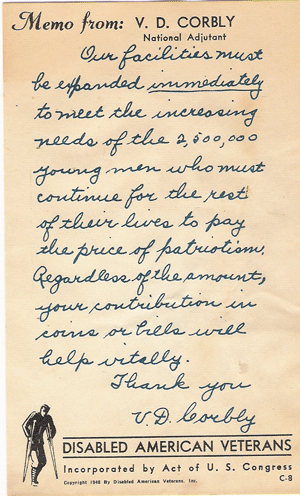 Memo from: V. D. CORBLY
National Adjutant
Our facilities must
be expanded immediately
to meet the increasing
needs of the 2,500,000
young men who must
continue for the rest
of their lives to pay
the price of patriotism.
Regardless of the amount,
your contribution in
coins or bills will
help vitally.
Thank you
V.D. Corbly
DISABLED AMERICAN VETERANS
Incorporated by Act of U. S. Congress
Copyright 1946 By Disabled American Veterans, Inc.
C-8